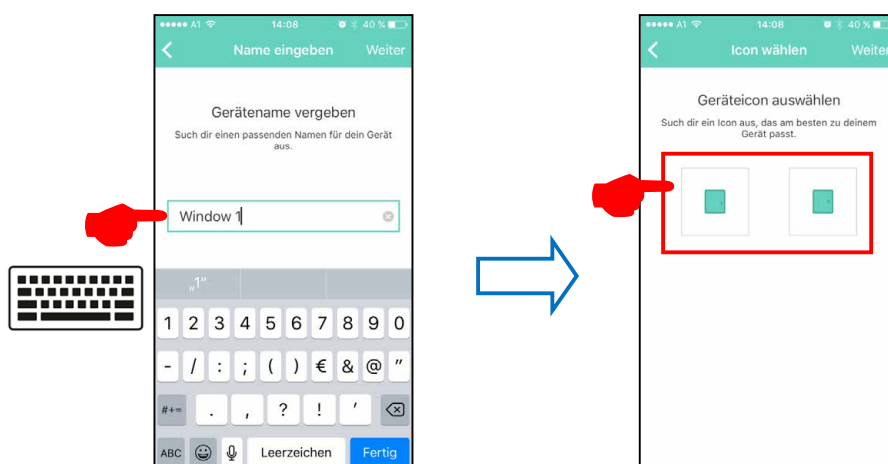 A1 14:08 40 %
Name eingeben Weiter
Gerätename vergeben
Such dir einen passenden Namen für dein Gerät
aus.
Window 1
„1“
1 2 3 4 5 6 7 8 9 0
- / : ; ( ) € & @ "
#+= . , ? ! '
ABC Leerzeichen Fertig
A1 14:08 40 %
Icon wählen Weiter
Geräteicon auswählen
Such dir ein Icon aus, das am besten zu deinem
Gerät passt.